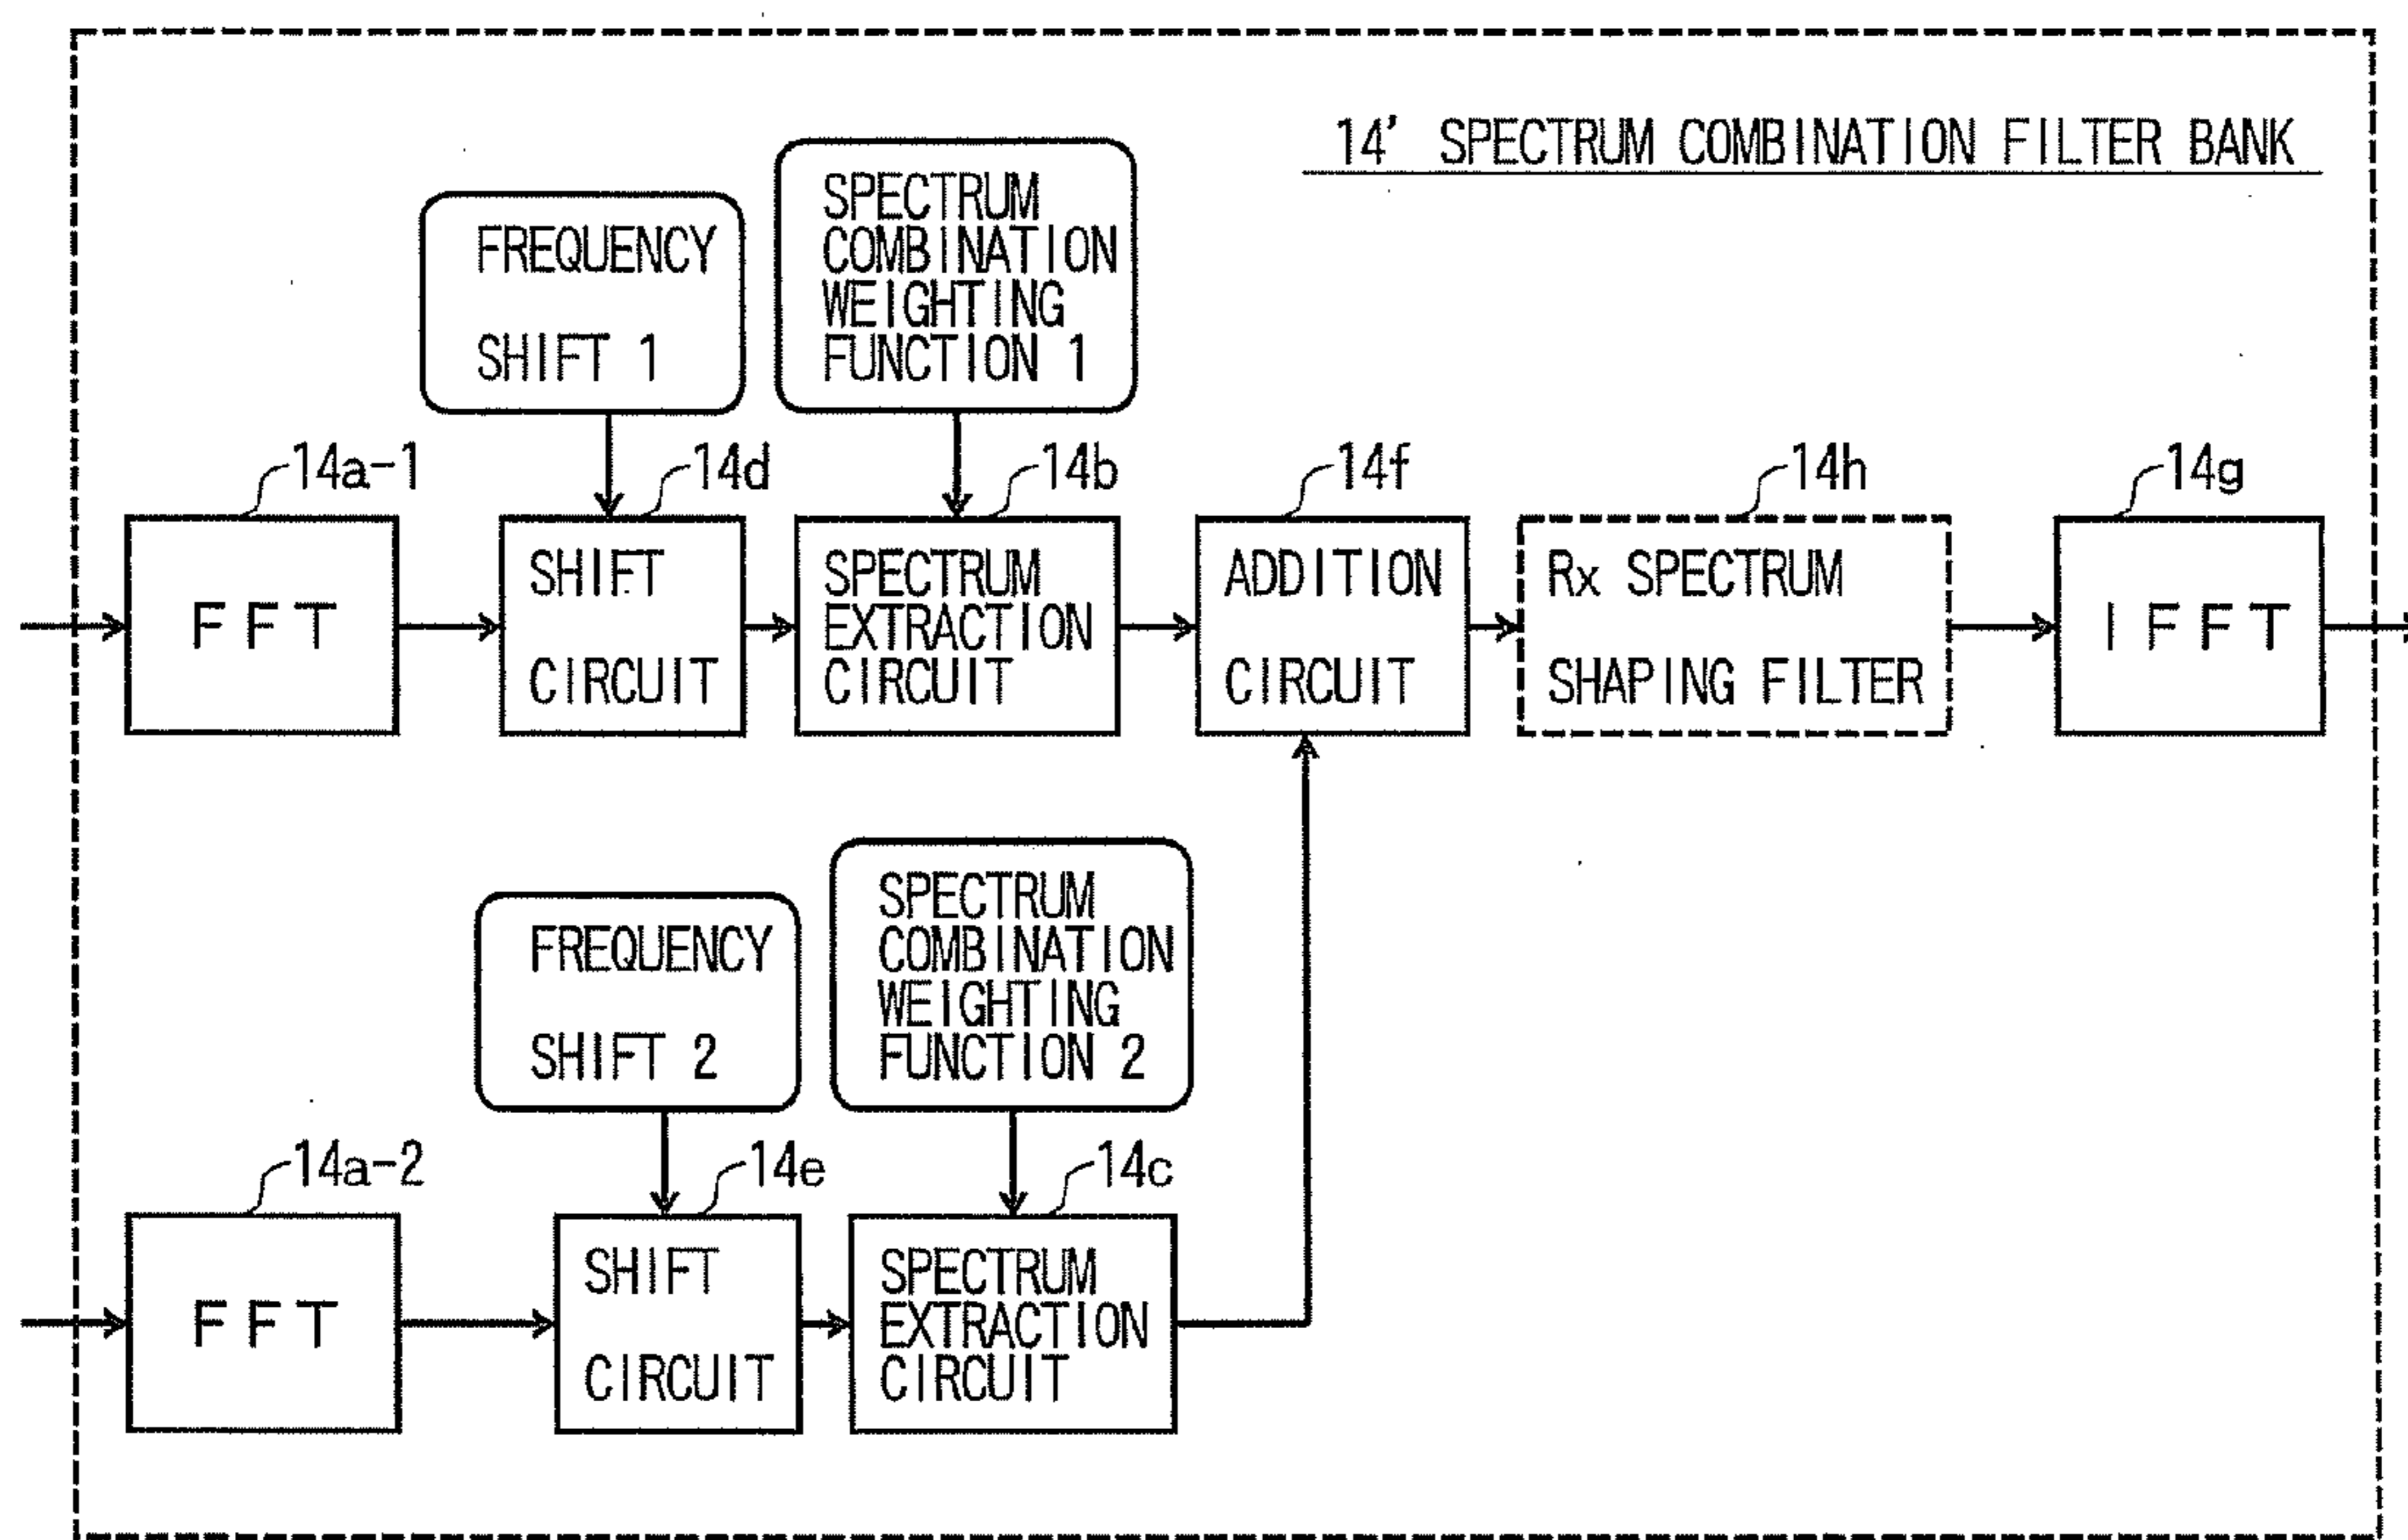 14' SPECTRUM COMBINATION FILTER BANK
FREQUENCY
SHIFT 1
SPECTRUM
COMBINATION
WEIGHTING
FUNCTION 1
14a-1
14d
14b
14f
14h
14g
FFT
SHIFT
CIRCUIT
SPECTRUM
EXTRACTION
CIRCUIT
ADDITION
CIRCUIT
Rx SPECTRUM
SHAPING FILTER
IFFT
FREQUENCY
SHIFT 2
SPECTRUM
COMBINATION
WEIGHTING
FUNCTION 2
14a-2
14e
14c
FFT
SHIFT
CIRCUIT
SPECTRUM
EXTRACTION
CIRCUIT